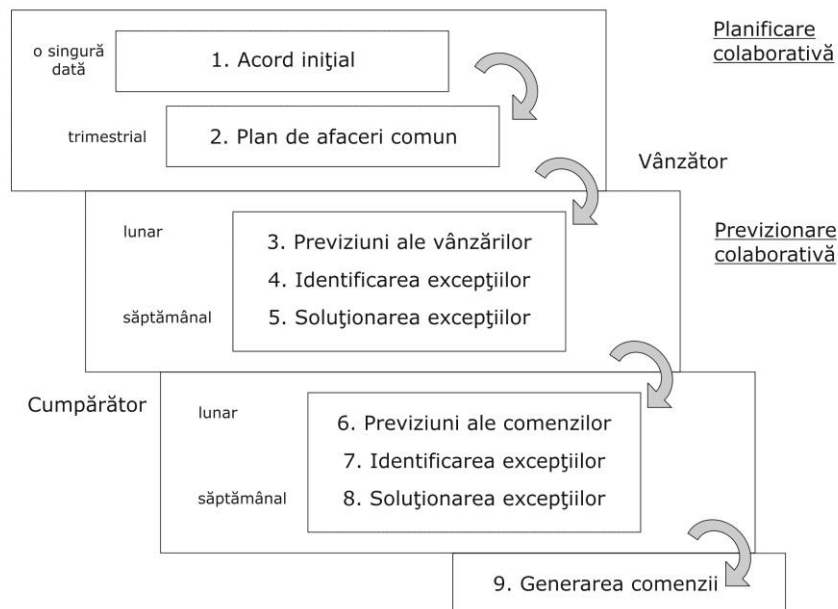 Planificare
colaborativă
o singură
dată
1. Acord iniţial
trimestrial
2. Plan de afaceri comun
Vânzător
lunar
3. Previziuni ale vânzărilor
Previzionare
colaborativă
4. Identificarea excepţiilor
săptămânal
5. Soluţionarea excepţiilor
Cumpărător
lunar
6. Previziuni ale comenzilor
7. Identificarea excepţiilor
săptămânal
8. Soluţionarea excepţiilor
9. Generarea comenzii